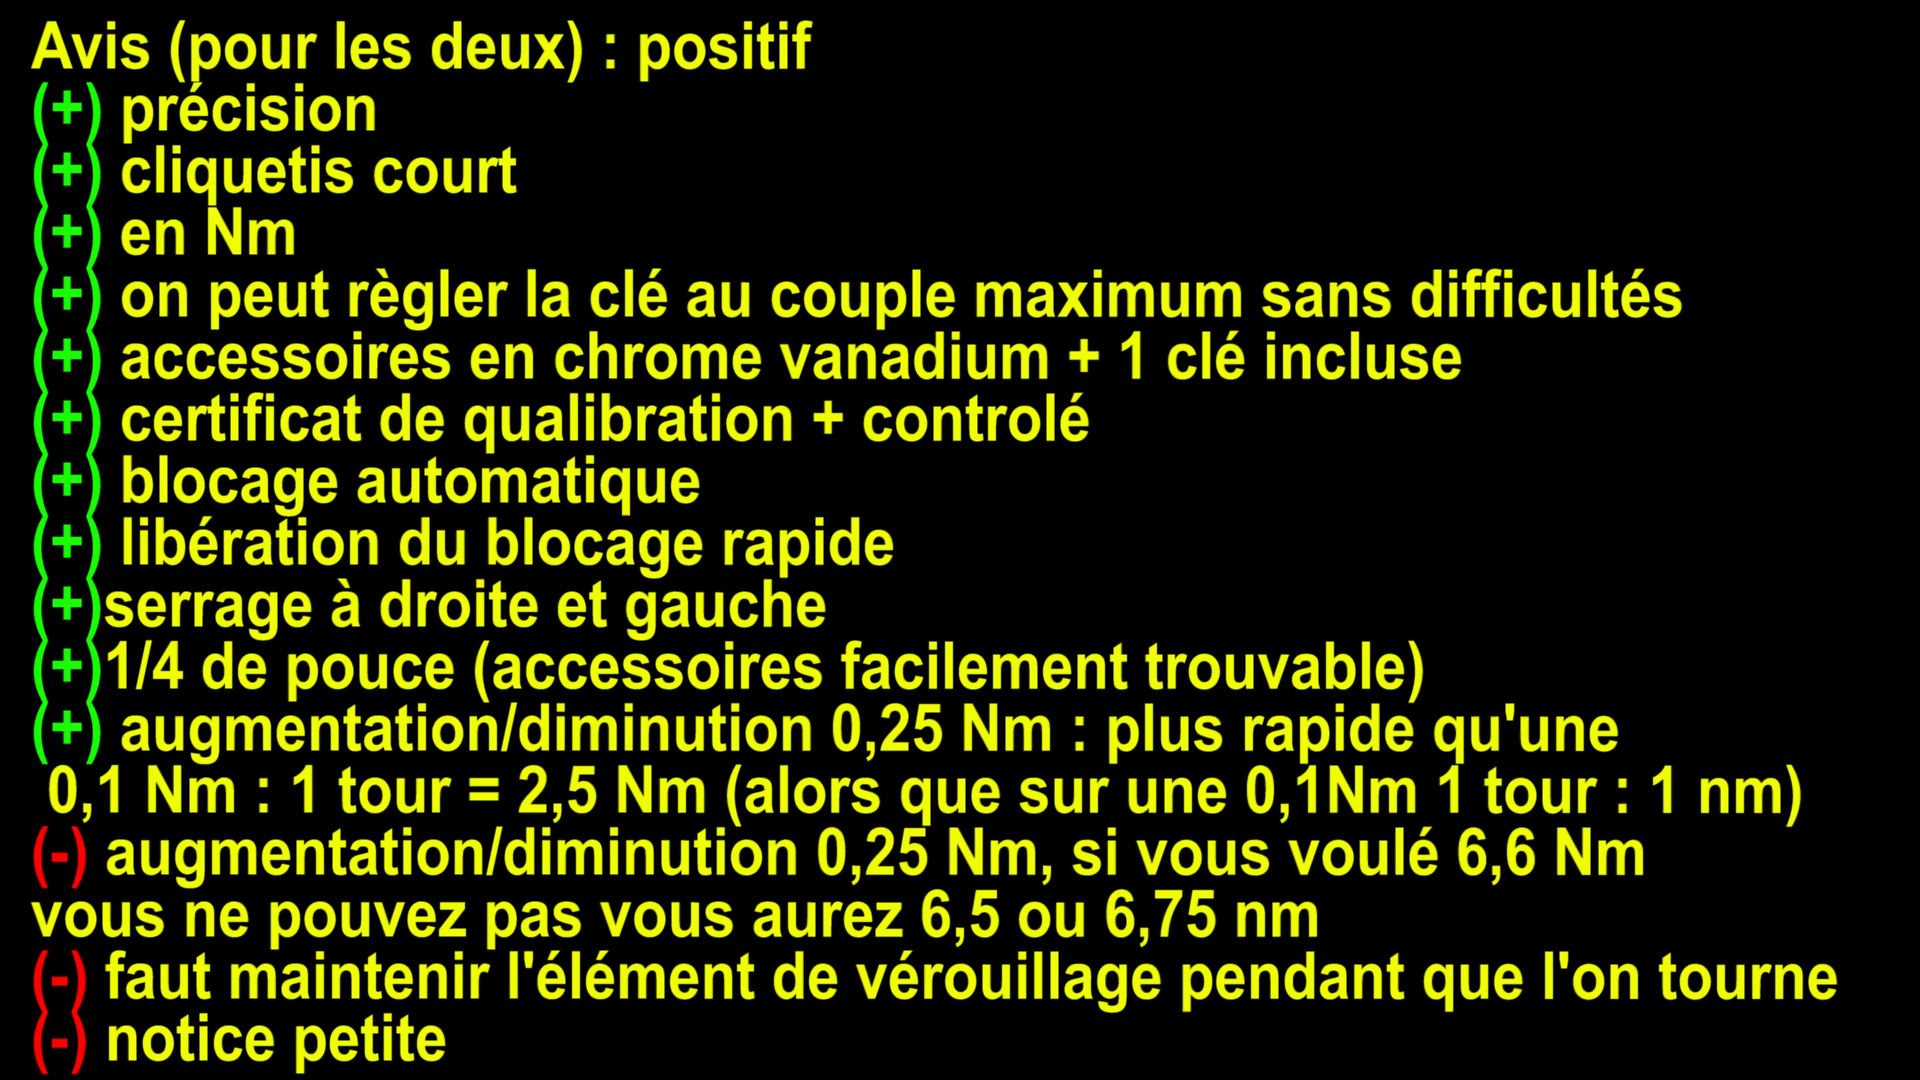 Avis (pour les deux) : positif
(+) précision
(+) cliquetis court
(+) en Nm
(+) on peut règler la clé au couple maximum sans difficultés
(+) accessoires en chrome vanadium + 1 clé incluse
(+) certificat de qualibration + controlé
(+) blocage automatique
(+) libération du blocage rapide
(+)serrage à droite et gauche
(+)1/4 de pouce (accessoires facilement trouvable)
(+) augmentation/diminution 0,25 Nm : plus rapide qu'une
0,1 Nm : 1 tour = 2,5 Nm (alors que sur une 0,1Nm 1 tour : 1 nm)
(-) augmentation/diminution 0,25 Nm, si vous voulé 6,6 Nm
vous ne pouvez pas vous aurez 6,5 ou 6,75 nm
(-) faut maintenir l'élément de vérouillage pendant que l'on tourne
(-) notice petite